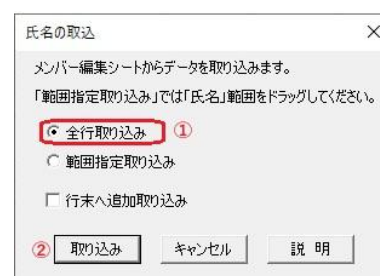 氏名の取込
メンバー編集シートからデータを取り込みます。
「範囲指定取り込み」では「氏名」範囲をドラッグしてください。
全行取り込み ①
範囲指定取り込み
行末へ追加取り込み
② 取り込み キャンセル 説 明